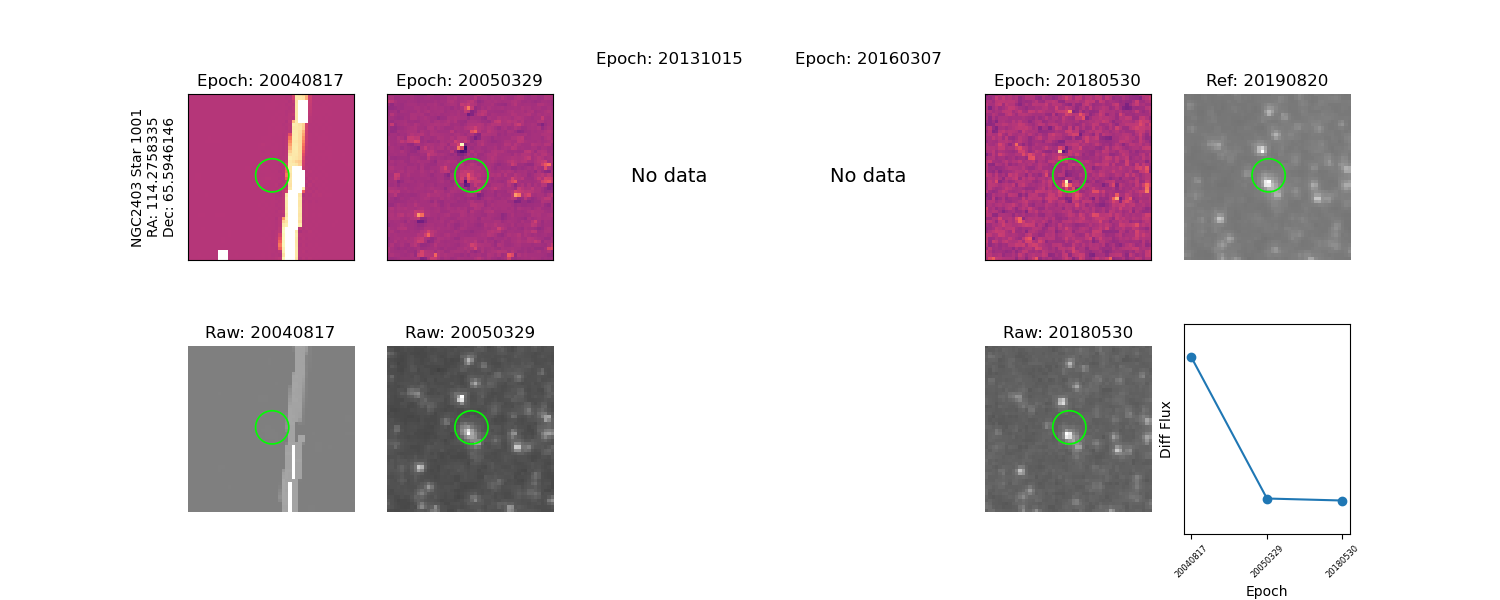 Epoch: 20040817
Epoch: 20050329
Epoch: 20131015
Epoch: 20160307
Epoch: 20180530
Ref: 20190820
NGC2403 Star 1001
RA: 114.2758335
Dec: 65.5946146
No data
No data
Raw: 20040817
Raw: 20050329
Raw: 20180530
Diff Flux
20040817
20050329
20180530
Epoch